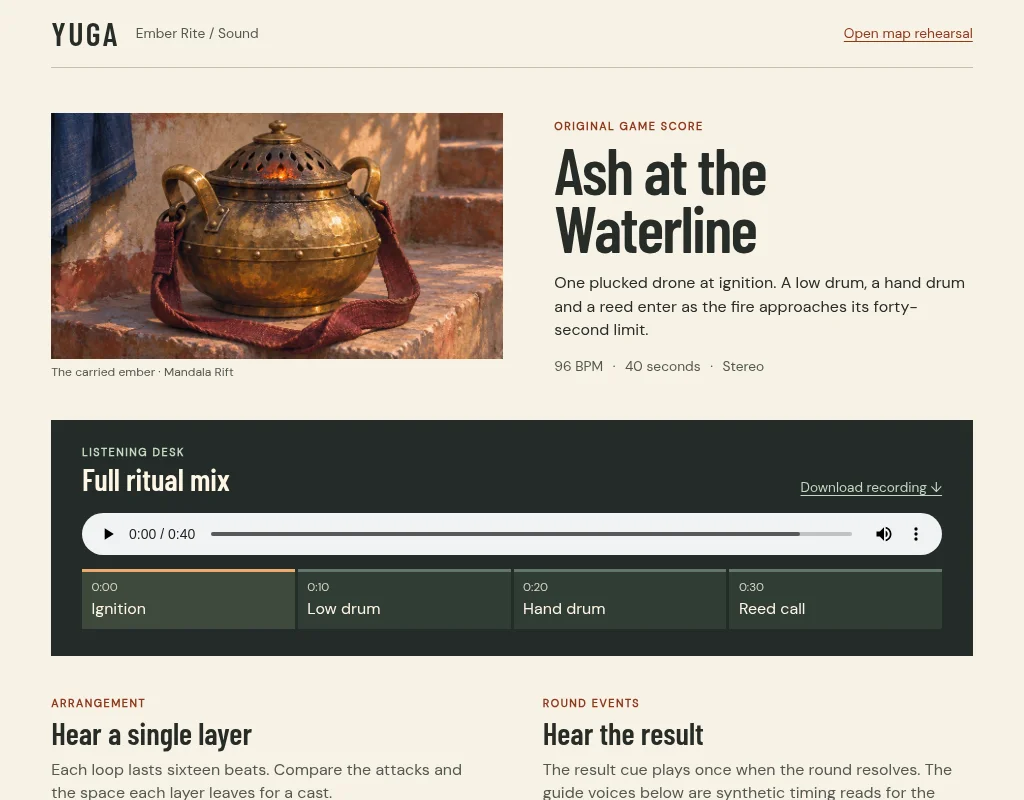 YUGA
Ember Rite / Sound
Open map rehearsal
The carried ember · Mandala Rift
ORIGINAL GAME SCORE
Ash at the
Waterline
One plucked drone at ignition. A low drum, a hand drum
and a reed enter as the fire approaches its forty-
second limit.
96 BPM · 40 seconds · Stereo
LISTENING DESK
Full ritual mix
Download recording ↓
0:00 / 0:40
0:00
Ignition
0:10
Low drum
0:20
Hand drum
0:30
Reed call
ARRANGEMENT
Hear a single layer
Each loop lasts sixteen beats. Compare the attacks and
the space each layer leaves for a cast.
ROUND EVENTS
Hear the result
The result cue plays once when the round resolves. The
guide voices below are synthetic timing reads for the